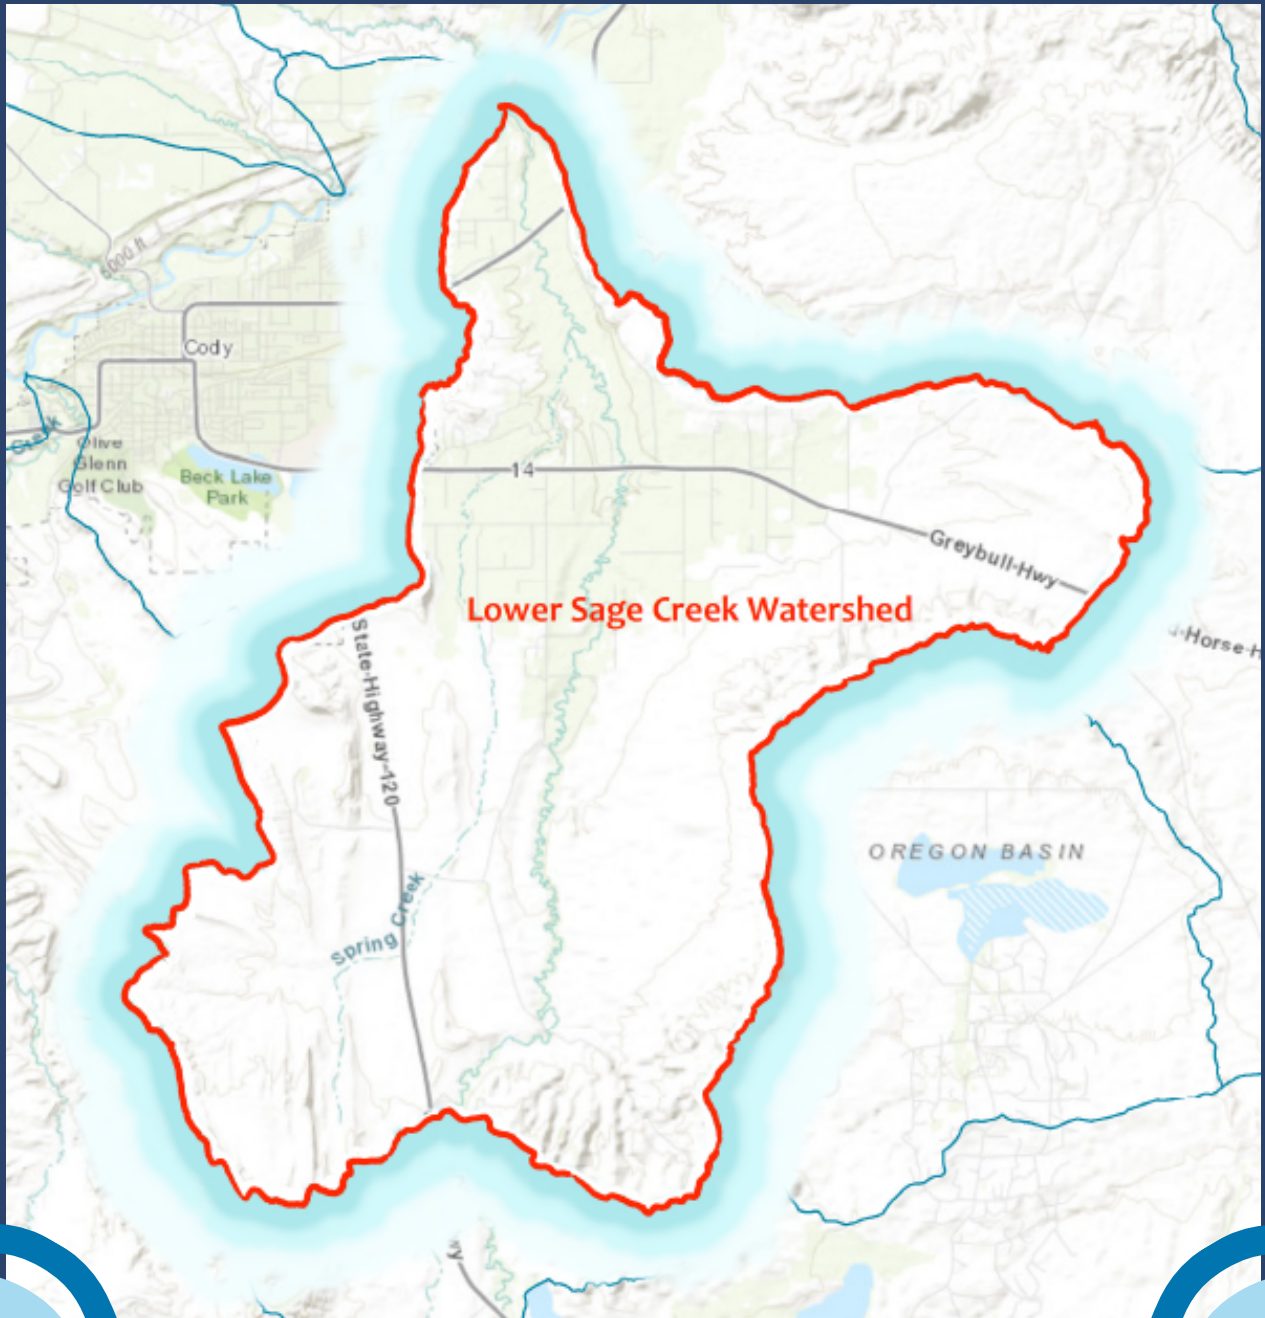 6000 ft
Cody
Creek
Olive
Glenn
Golf Club
Beck Lake
Park
14
Greybull-Hwy
Lower Sage Creek Watershed
State-Highway-120
-Horse-H
OREGON BASIN
Spring Creek